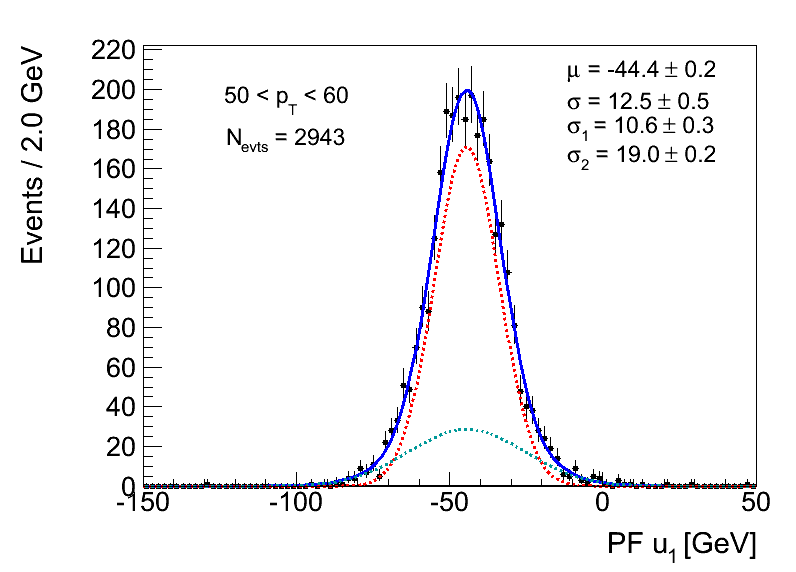 Events / 2.0 GeV
220
200
180
160
140
120
100
80
60
40
20
0
50 < p_T < 60
N_evts = 2943
μ = -44.4 ± 0.2
σ = 12.5 ± 0.5
σ_1 = 10.6 ± 0.3
σ_2 = 19.0 ± 0.2
-150 -100 -50 0 50
PF u_1 [GeV]